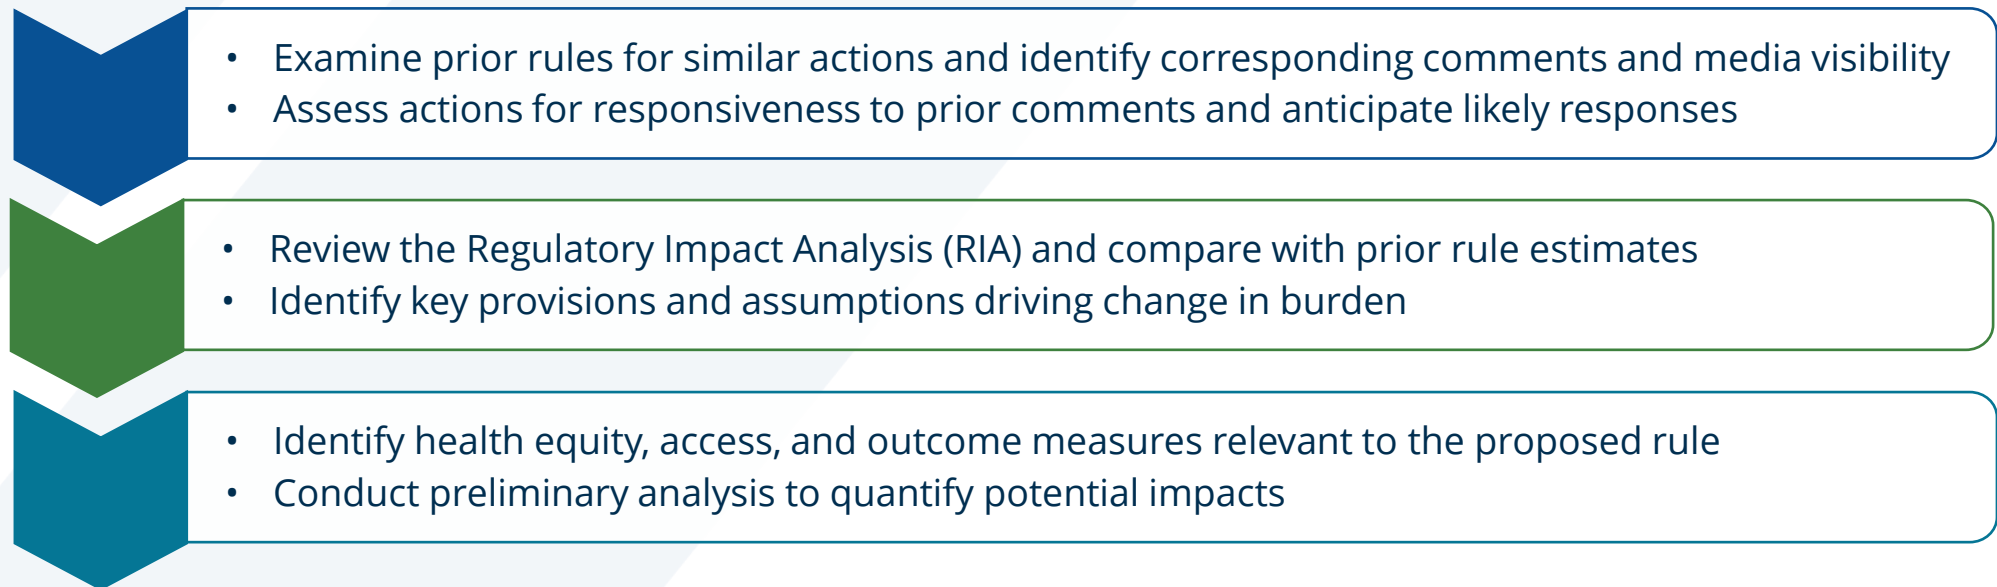 • Examine prior rules for similar actions and identify corresponding comments and media visibility
• Assess actions for responsiveness to prior comments and anticipate likely responses
• Review the Regulatory Impact Analysis (RIA) and compare with prior rule estimates
• Identify key provisions and assumptions driving change in burden
• Identify health equity, access, and outcome measures relevant to the proposed rule
• Conduct preliminary analysis to quantify potential impacts